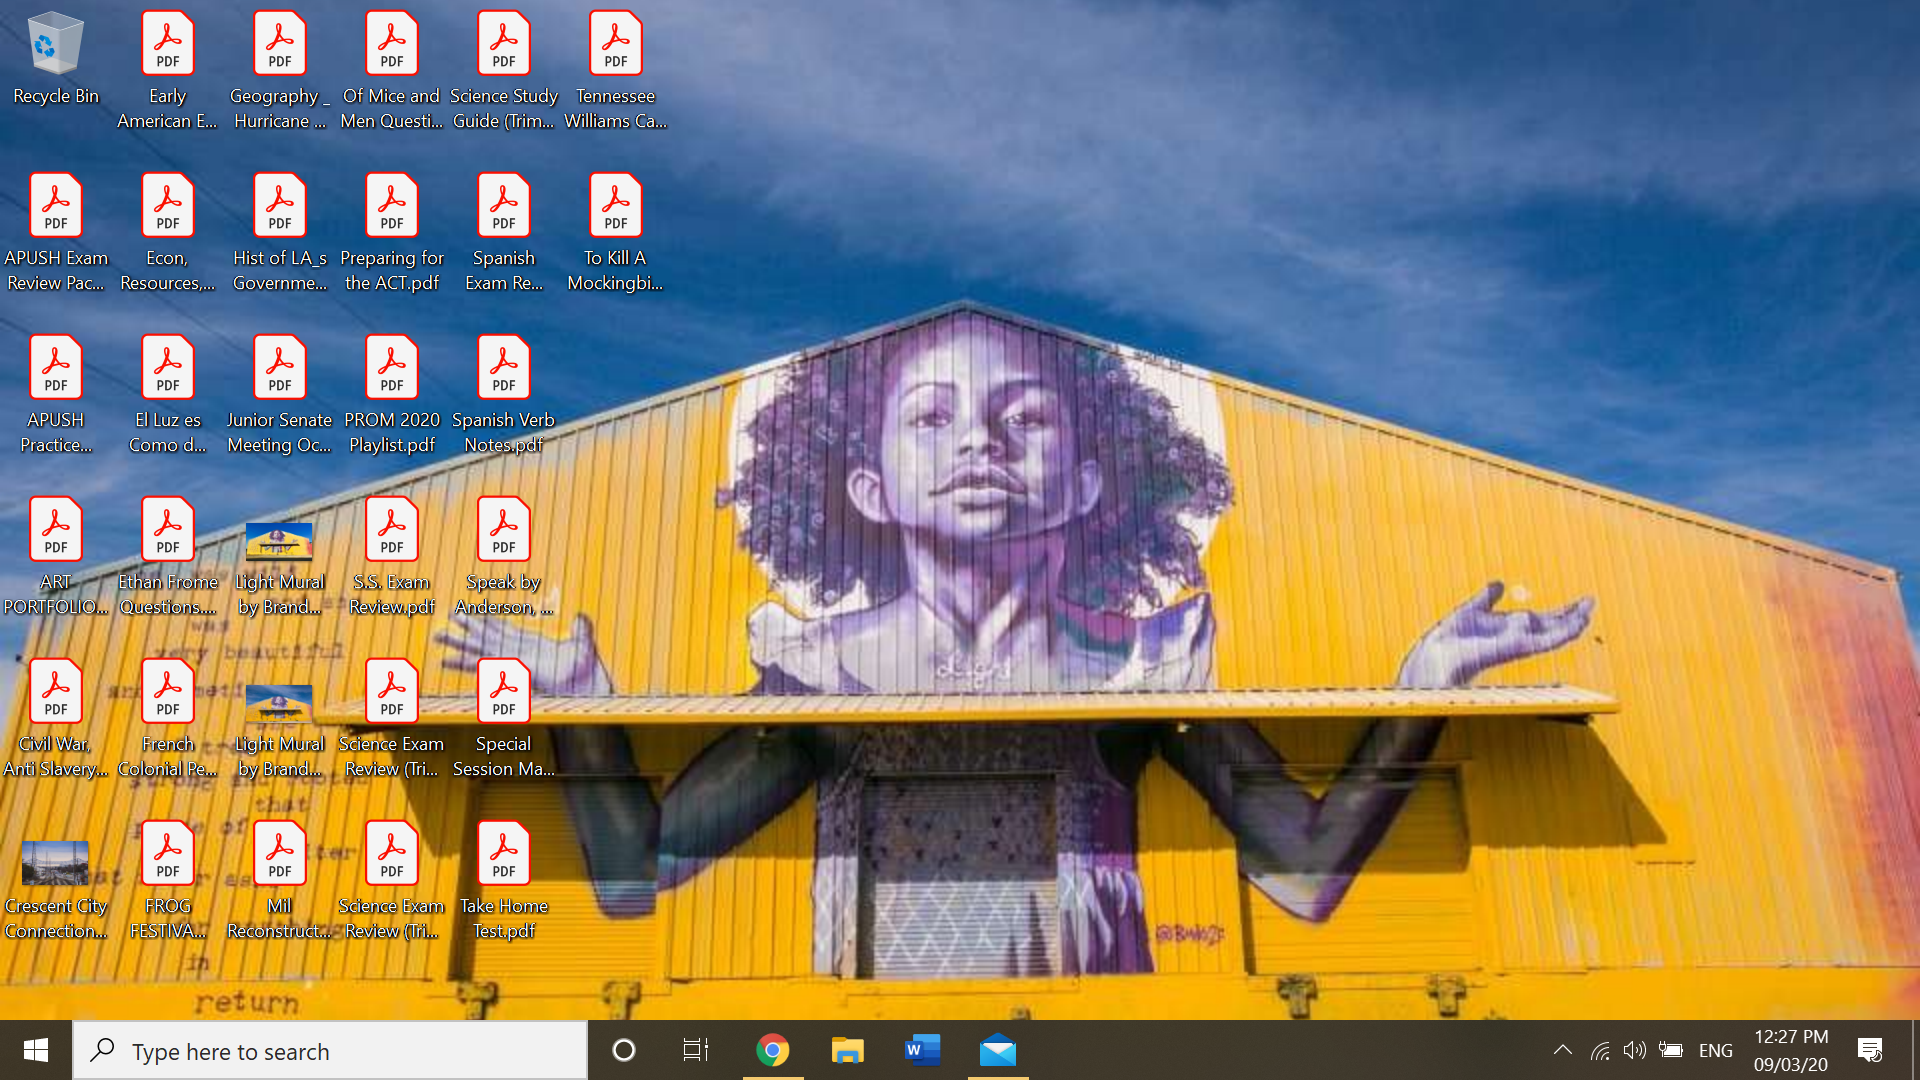 Recycle Bin
PDF
Early
American E...
PDF
Geography _
Hurricane ...
PDF
Of Mice and
Men Questi...
PDF
Science Study
Guide (Trim...
PDF
Tennessee
Williams Ca...
PDF
APUSH Exam
Review Pac...
PDF
Econ,
Resources,...
PDF
Hist of LA_s
Governme...
PDF
Preparing for
the ACT.pdf
PDF
Spanish
Exam Re...
PDF
To Kill A
Mockingbi...
PDF
APUSH
Practice...
PDF
El Luz es
Como d...
PDF
Junior Senate
Meeting Oc...
PDF
PROM 2020
Playlist.pdf
PDF
Spanish Verb
Notes.pdf
PDF
ART
PORTFOLIO...
PDF
Ethan Frome
Questions....
Light Mural
by Brand...
PDF
S.S. Exam
Review.pdf
PDF
Speak by
Anderson, ...
PDF
Civil War,
Anti Slavery...
PDF
French
Colonial Pe...
Light Mural
by Brand...
PDF
Science Exam
Review (Tri...
PDF
Special
Session Ma...
Crescent City
Connection...
PDF
FROG
FESTIVA...
PDF
Mil
Reconstruct...
PDF
Science Exam
Review (Tri...
PDF
Take Home
Test.pdf
was
very beautiful
that
in
return
Light
Type here to search
W
ENG
12:27 PM
09/03/20